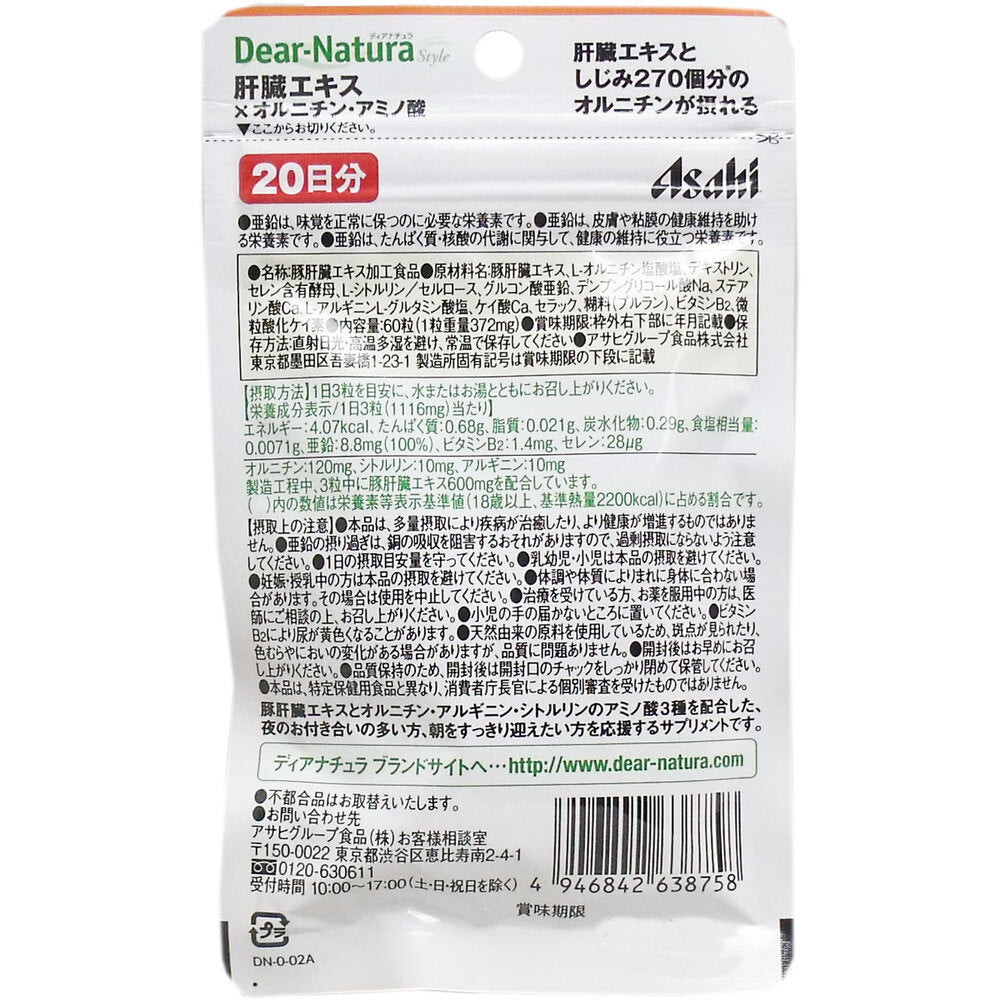 ディアナチュラ
Dear-Natura Style
肝臓エキス
×オルニチン・アミノ酸
▼ここからお切りください。
肝臓エキスと
しじみ270個分※の
オルニチンが摂れる
20日分
Asahi
●亜鉛は、味覚を正常に保つのに必要な栄養素です。●亜鉛は、皮膚や粘膜の健康維持を助け
る栄養素です。●亜鉛は、たんぱく質・核酸の代謝に関与して、健康の維持に役立つ栄養素です。
●名称:豚肝臓エキス加工食品●原材料名:豚肝臓エキス、L-オルニチン塩酸塩、デキストリン、
セレン含有酵母、L-シトルリン/セルロース、グルコン酸亜鉛、デンプングリコール酸Na、ステア
リン酸Ca、L-アルギニンL-グルタミン酸塩、ケイ酸Ca、セラック、糊料(プルラン)、ビタミンB2、微
粒酸化ケイ素●内容量:60粒(1粒重量372mg)●賞味期限:枠外右下部に年月記載●保
存方法:直射日光・高温多湿を避け、常温で保存してください●アサヒグループ食品株式会社
東京都墨田区吾妻橋1-23-1 製造所固有記号は賞味期限の下段に記載
【摂取方法】1日3粒を目安に、水またはお湯とともにお召し上がりください。
【栄養成分表示/1日3粒(1116mg)当たり】
エネルギー:4.07kcal、たんぱく質:0.68g、脂質:0.021g、炭水化物:0.29g、食塩相当量:
0.0071g、亜鉛:8.8mg(100%)、ビタミンB2:1.4mg、セレン:28μg
オルニチン:120mg、シトルリン:10mg、アルギニン:10mg
製造工程中、3粒中に豚肝臓エキス600mgを配合しています。
( )内の数値は栄養素等表示基準値(18歳以上、基準熱量2200kcal)に占める割合です。
【摂取上の注意】●本品は、多量摂取により疾病が治癒したり、より健康が増進するものではありま
せん。●亜鉛の摂り過ぎは、銅の吸収を阻害するおそれがありますので、過剰摂取にならないよう注意
してください。●1日の摂取目安量を守ってください。●乳幼児・小児は本品の摂取を避けてください。
●妊娠・授乳中の方は本品の摂取を避けてください。●体調や体質によりまれに身体に合わない場
合があります。その場合は使用を中止してください。●治療を受けている方、お薬を服用中の方は、医
師にご相談の上、お召し上がりください。●小児の手の届かないところに置いてください。●ビタミン
B2により尿が黄色くなることがあります。●天然由来の原料を使用しているため、斑点が見られたり、
色むらやにおいの変化がある場合がありますが、品質に問題ありません。●開封後はお早めにお召
し上がりください。●品質保持のため、開封後は開封口のチャックをしっかり閉めて保管してください。
●本品は、特定保健用食品と異なり、消費者庁長官による個別審査を受けたものではありません。
豚肝臓エキスとオルニチン・アルギニン・シトルリンのアミノ酸3種を配合した、
夜のお付き合いの多い方、朝をすっきり迎えたい方を応援するサプリメントです。
ディアナチュラ ブランドサイトへ…http://www.dear-natura.com
●不都合品はお取替えいたします。
●お問い合わせ先
アサヒグループ食品(株)お客様相談室
〒150-0022 東京都渋谷区恵比寿南2-4-1
0120-630611
受付時間 10:00~17:00(土・日・祝日を除く)
4 946842 638758
賞味期限
プラ
DN-0-02A